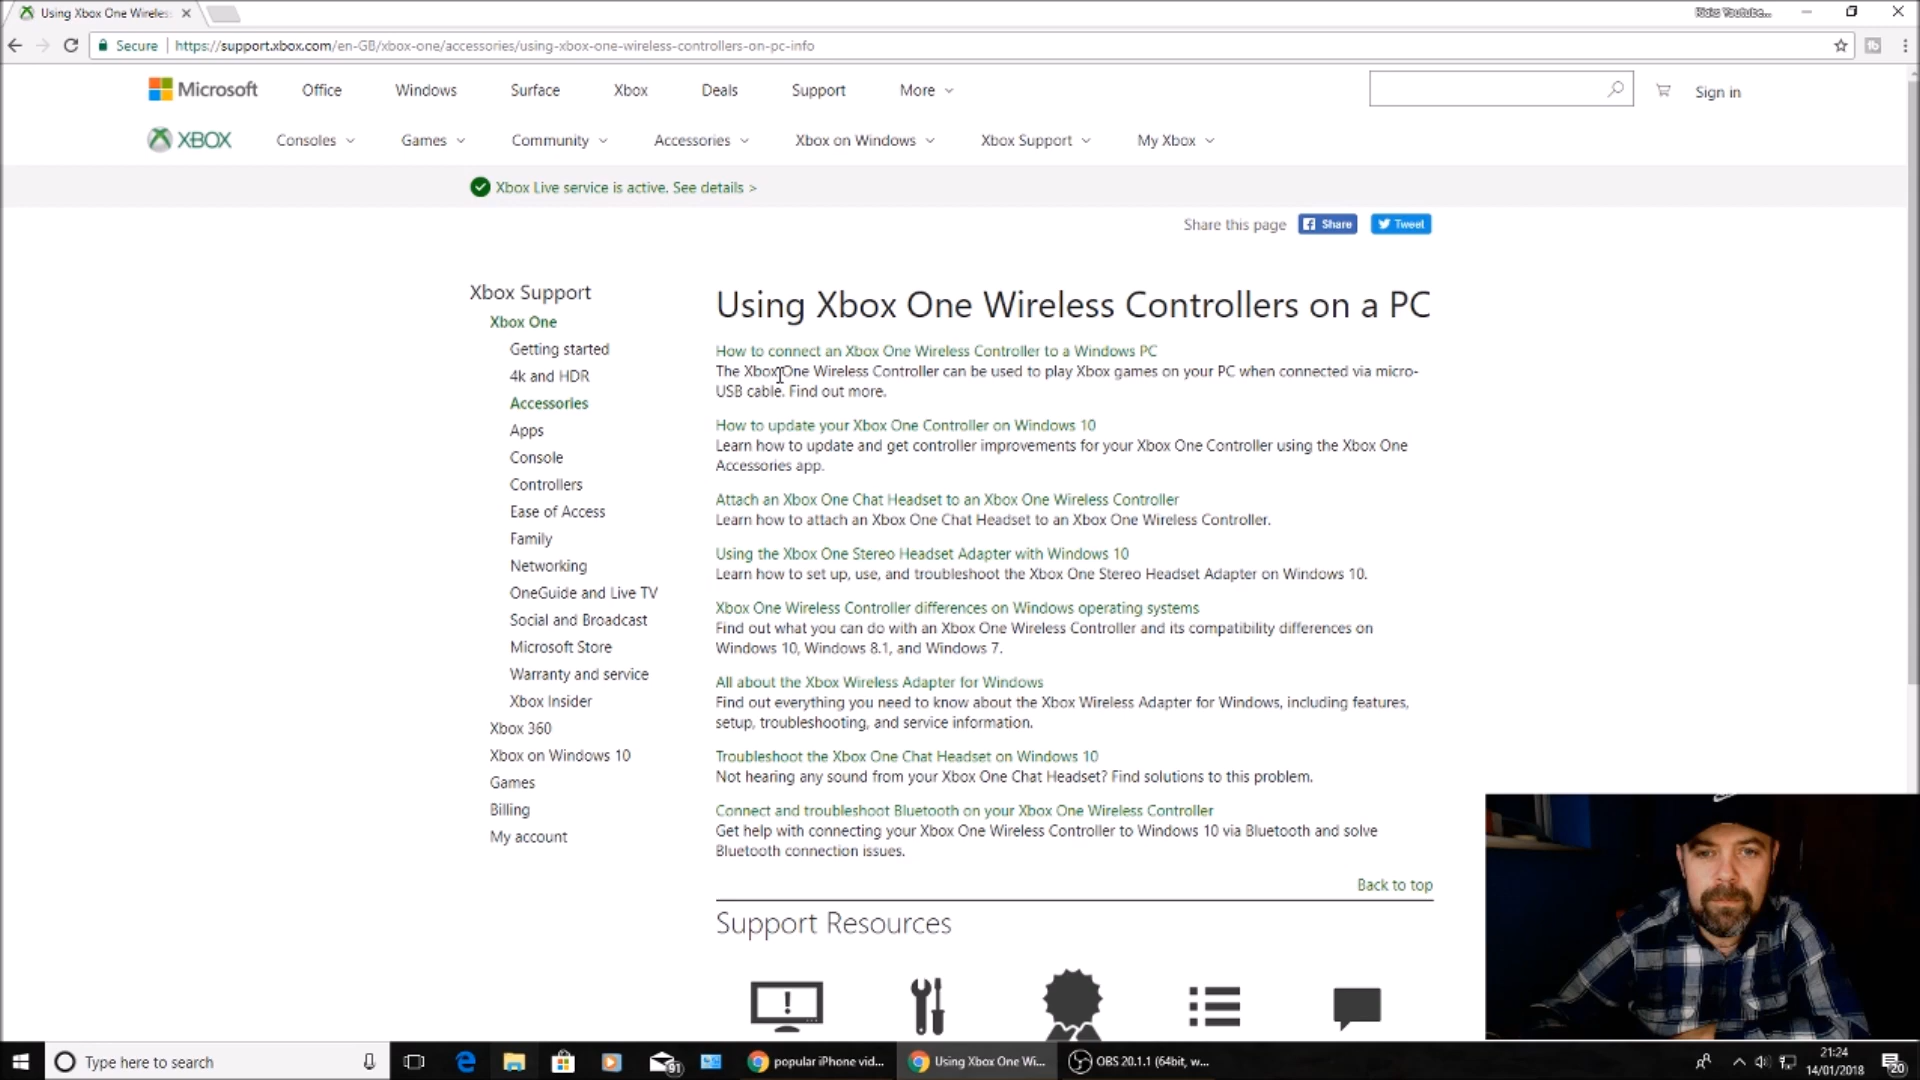 Using Xbox One Wireles
Secure https://support.xbox.com/en-GB/xbox-one/accessories/using-xbox-one-wireless-controllers-on-pc-info
Microsoft Office Windows Surface Xbox Deals Support More Sign in
XBOX Consoles Games Community Accessories Xbox on Windows Xbox Support My Xbox
Xbox Live service is active. See details >
Share this page Share Tweet
Xbox Support
Xbox One
Getting started
4k and HDR
Accessories
Apps
Console
Controllers
Ease of Access
Family
Networking
OneGuide and Live TV
Social and Broadcast
Microsoft Store
Warranty and service
Xbox Insider
Xbox 360
Xbox on Windows 10
Games
Billing
My account
Using Xbox One Wireless Controllers on a PC
How to connect an Xbox One Wireless Controller to a Windows PC
The Xbox One Wireless Controller can be used to play Xbox games on your PC when connected via micro-
USB cable. Find out more.
How to update your Xbox One Controller on Windows 10
Learn how to update and get controller improvements for your Xbox One Controller using the Xbox One
Accessories app.
Attach an Xbox One Chat Headset to an Xbox One Wireless Controller
Learn how to attach an Xbox One Chat Headset to an Xbox One Wireless Controller.
Using the Xbox One Stereo Headset Adapter with Windows 10
Learn how to set up, use, and troubleshoot the Xbox One Stereo Headset Adapter on Windows 10.
Xbox One Wireless Controller differences on Windows operating systems
Find out what you can do with an Xbox One Wireless Controller and its compatibility differences on
Windows 10, Windows 8.1, and Windows 7.
All about the Xbox Wireless Adapter for Windows
Find out everything you need to know about the Xbox Wireless Adapter for Windows, including features,
setup, troubleshooting, and service information.
Troubleshoot the Xbox One Chat Headset on Windows 10
Not hearing any sound from your Xbox One Chat Headset? Find solutions to this problem.
Connect and troubleshoot Bluetooth on your Xbox One Wireless Controller
Get help with connecting your Xbox One Wireless Controller to Windows 10 via Bluetooth and solve
Bluetooth connection issues.
Back to top
Support Resources
Type here to search
91
popular iPhone vid...
Using Xbox One Wi...
OBS 20.1.1 (64bit, w...
21:24
14/01/2018
20